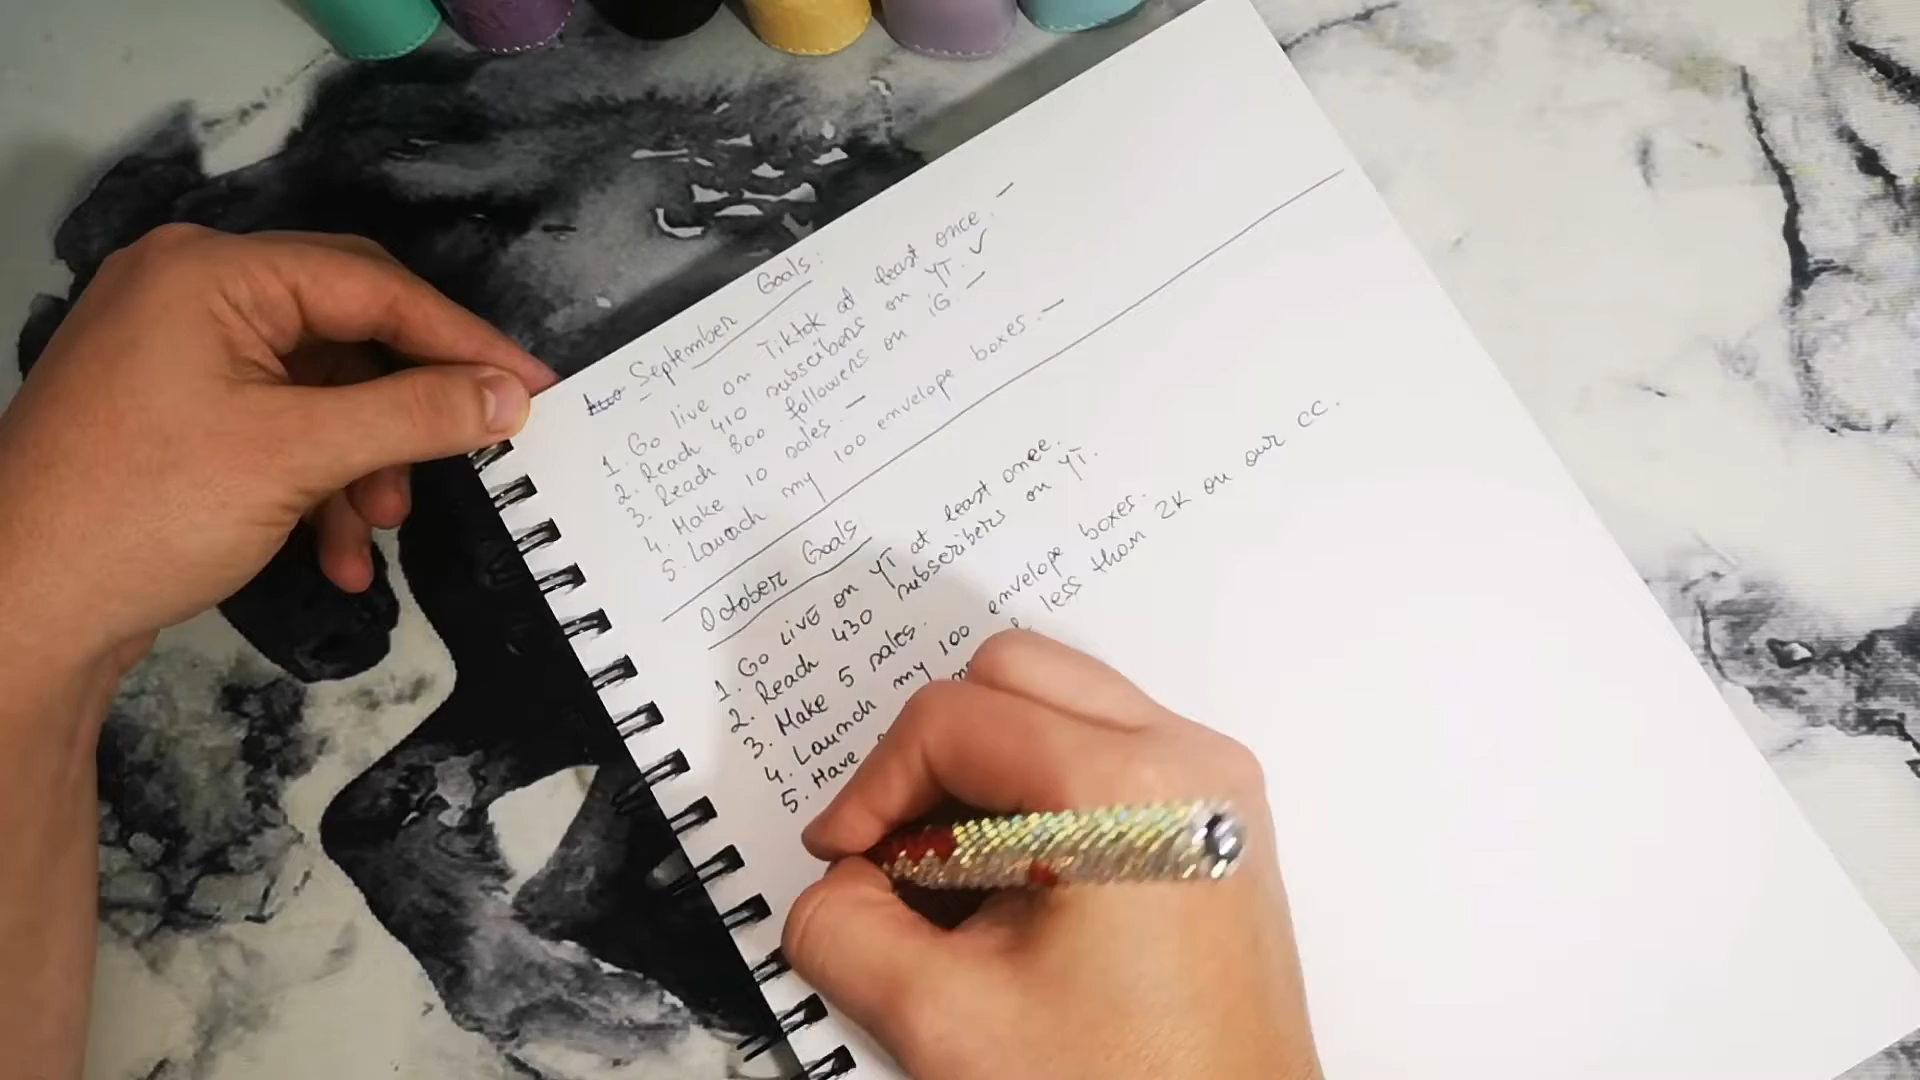 September Goals:
1. Go live on Tiktok at least once. –
2. Reach 410 subscribers on YT. ✓
3. Reach 800 followers on iG. –
4. Make 10 sales. –
5. Launch my 100 envelope boxes. –
October Goals
1. Go LIVE on YT at least once.
2. Reach 430 subscribers on YT.
3. Make 5 sales.
4. Launch my 100 envelope boxes.
5. Have less than 2K on our CC.